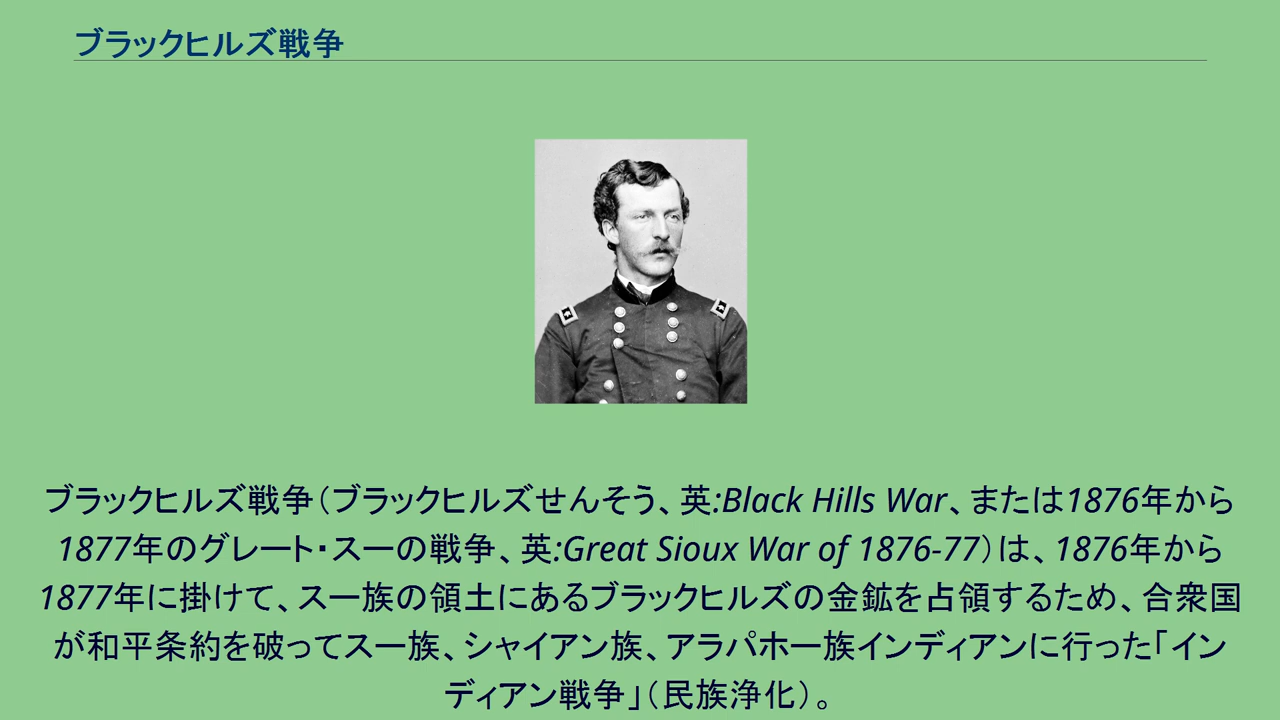 ブラックヒルズ戦争
ブラックヒルズ戦争（ブラックヒルズせんそう、英:Black Hills War、または1876年から
1877年のグレート・スーの戦争、英:Great Sioux War of 1876-77）は、1876年から
1877年に掛けて、スー族の領土にあるブラックヒルズの金鉱を占領するため、合衆国
が和平条約を破ってスー族、シャイアン族、アラパホー族インディアンに行った「イン
ディアン戦争」（民族浄化）。